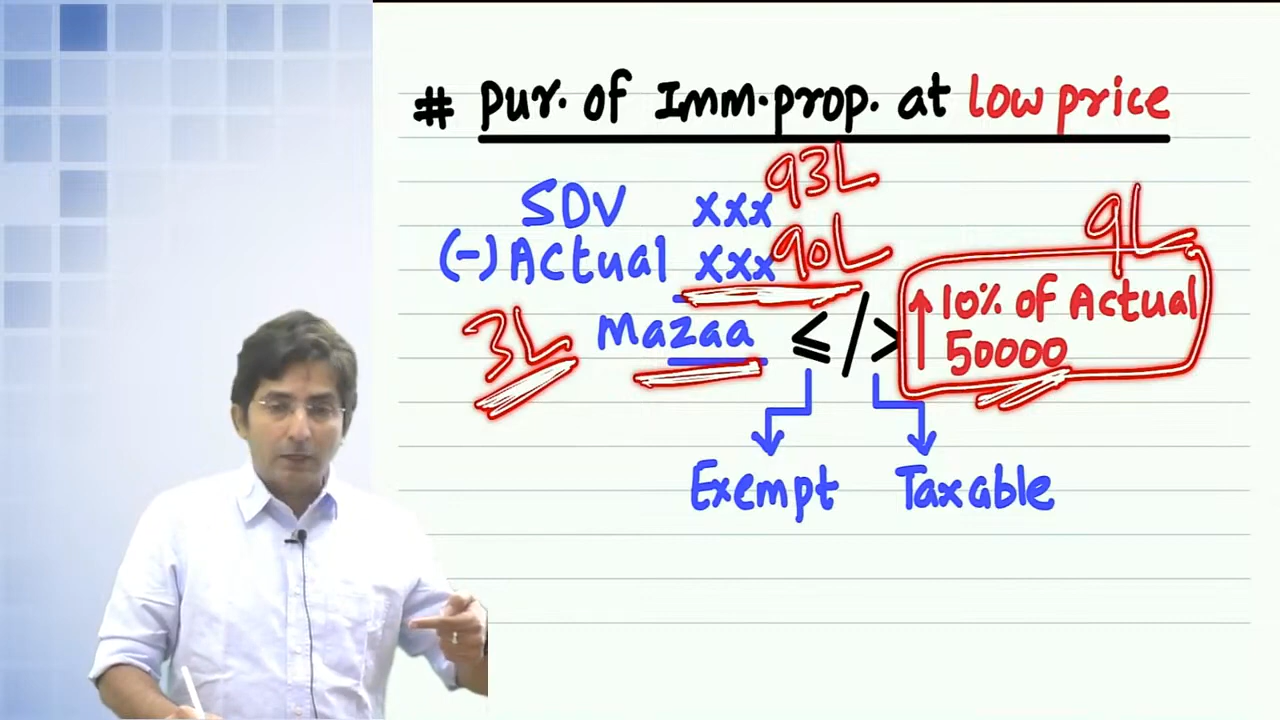 # Pur. of Imm.prop. at low price
SDV xxx 93L
(-) Actual xxx 90L
9L
3L Mazaa ≤/> ↑ 10% of Actual
50000
Exempt Taxable